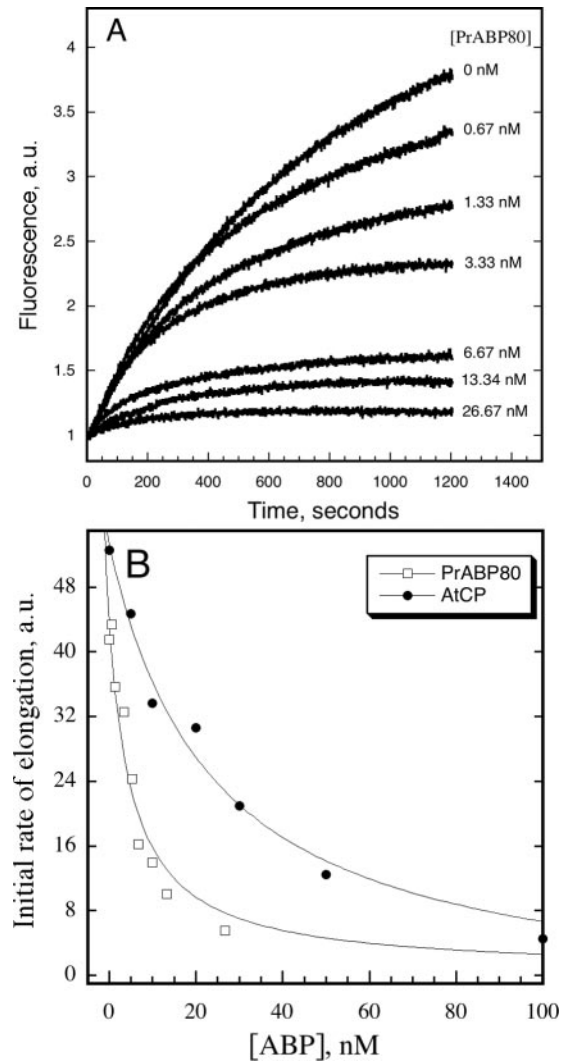 A
[PrABP80]
4
0 nM
3.5
0.67 nM
3
1.33 nM
2.5
3.33 nM
2
6.67 nM
1.5
13.34 nM
26.67 nM
1
Fluorescence, a.u.
0 200 400 600 800 1000 1200 1400
Time, seconds
B
PrABP80
AtCP
48
40
32
24
16
8
0
Initial rate of elongation, a.u.
0 20 40 60 80 100
[ABP], nM